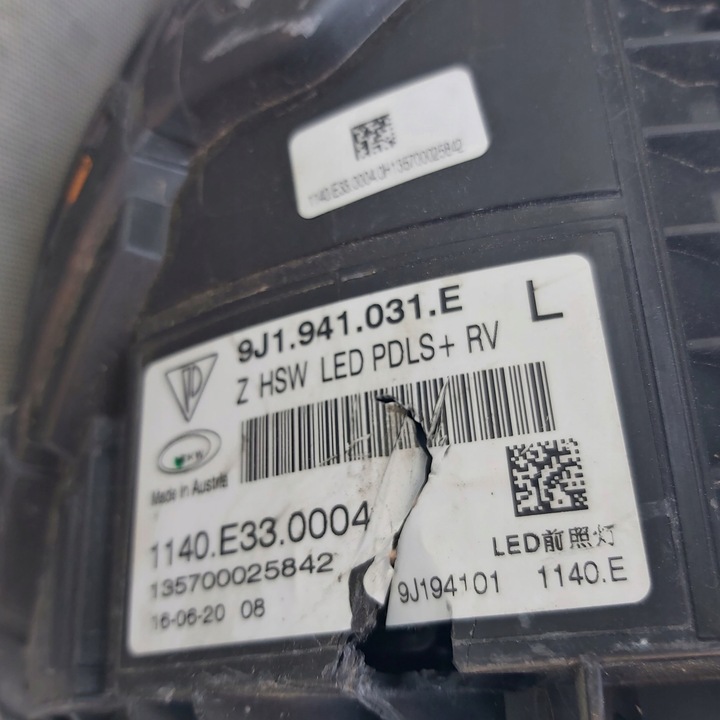 1140.E33.0004.0H135700025842
9J1.941.031.E L
Z HSW LED PDLS+ RV
Made in Austria
1140.E33.0004
LED前照灯
135700025842
9J194101 1140.E
16-06-20 08